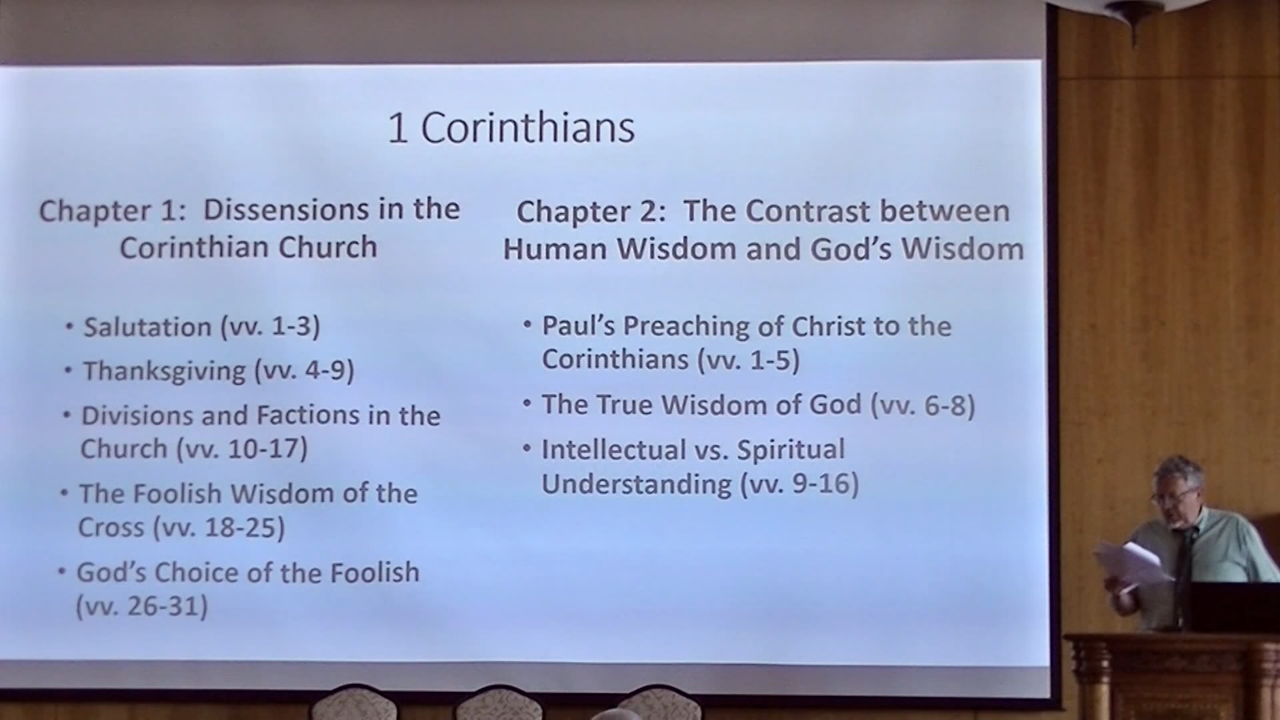 1 Corinthians
Chapter 1:  Dissensions in the
Corinthian Church
• Salutation (vv. 1-3)
• Thanksgiving (vv. 4-9)
• Divisions and Factions in the
Church (vv. 10-17)
• The Foolish Wisdom of the
Cross (vv. 18-25)
• God’s Choice of the Foolish
(vv. 26-31)
Chapter 2:  The Contrast between
Human Wisdom and God’s Wisdom
• Paul’s Preaching of Christ to the
Corinthians (vv. 1-5)
• The True Wisdom of God (vv. 6-8)
• Intellectual vs. Spiritual
Understanding (vv. 9-16)